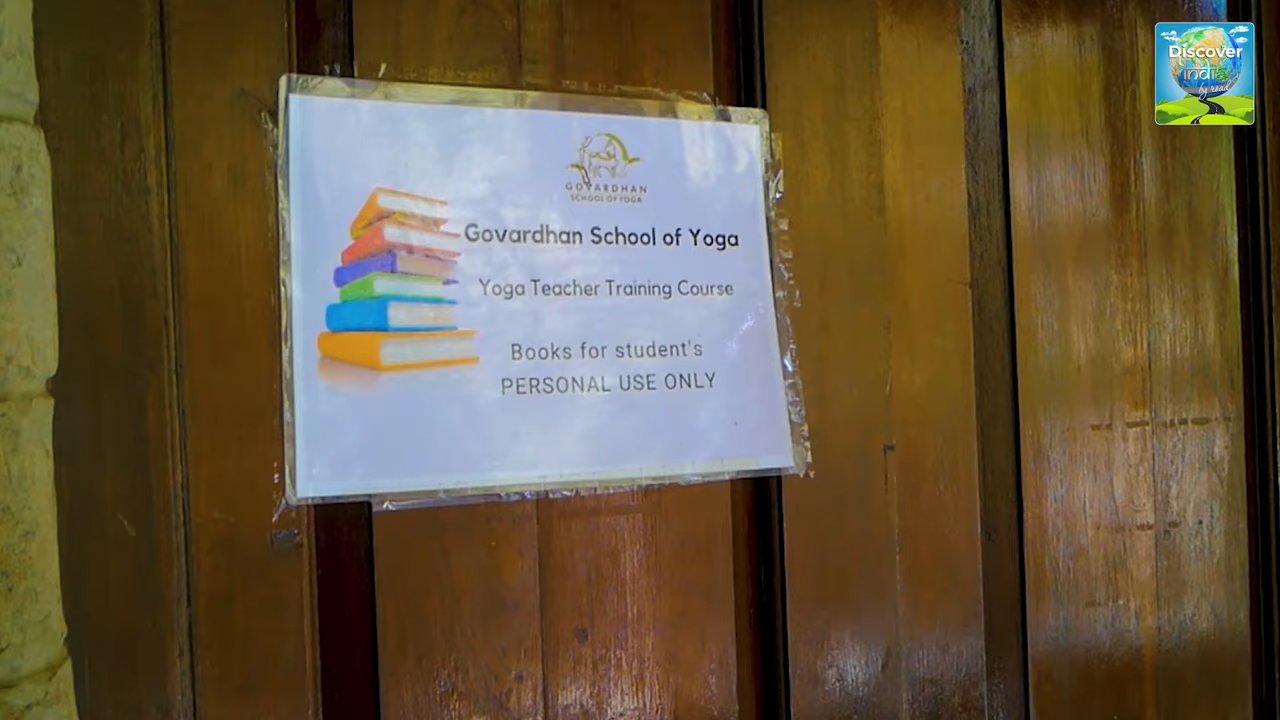 Discover
india
by road
GOVARDHAN
SCHOOL OF YOGA
Govardhan School of Yoga
Yoga Teacher Training Course
Books for student's
PERSONAL USE ONLY